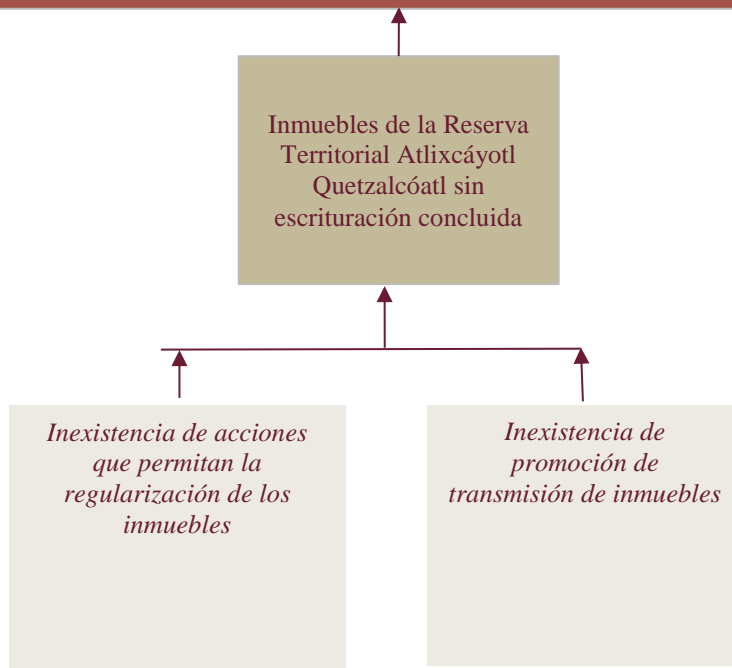 Inmuebles de la Reserva
Territorial Atlixcáyotl
Quetzalcóatl sin
escrituración concluida
Inexistencia de acciones
que permitan la
regularización de los
inmuebles
Inexistencia de
promoción de
transmisión de inmuebles